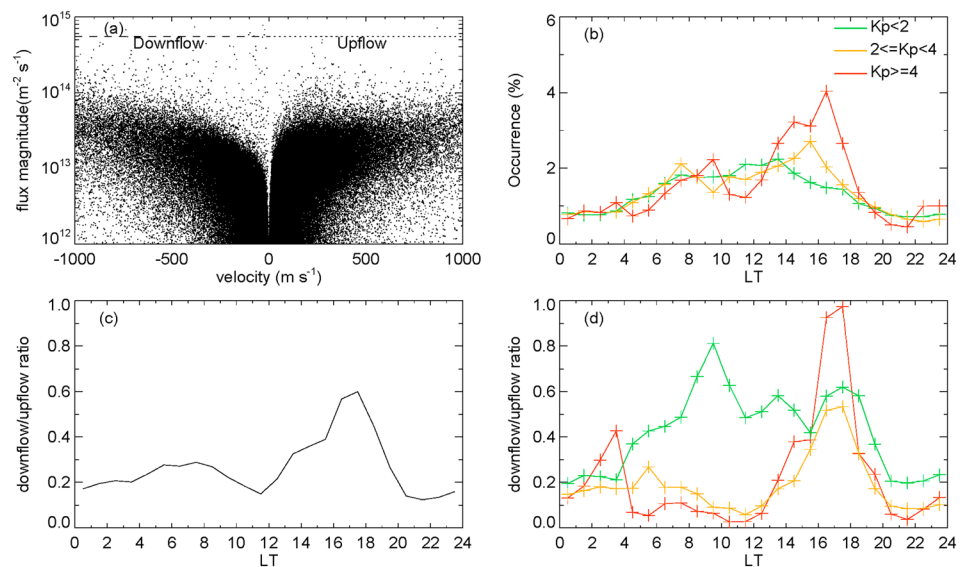 (a)
Downflow Upflow
10^15
10^14
10^13
10^12
flux magnitude(m^-2 s^-1)
-1000 -500 0 500 1000
velocity (m s^-1)
(b)
Kp<2
2<=Kp<4
Kp>=4
6
4
2
0
Occurrence (%)
0 2 4 6 8 10 12 14 16 18 20 22 24
LT
(c)
1.0
0.8
0.6
0.4
0.2
0.0
downflow/upflow ratio
0 2 4 6 8 10 12 14 16 18 20 22 24
LT
(d)
1.0
0.8
0.6
0.4
0.2
0.0
downflow/upflow ratio
0 2 4 6 8 10 12 14 16 18 20 22 24
LT